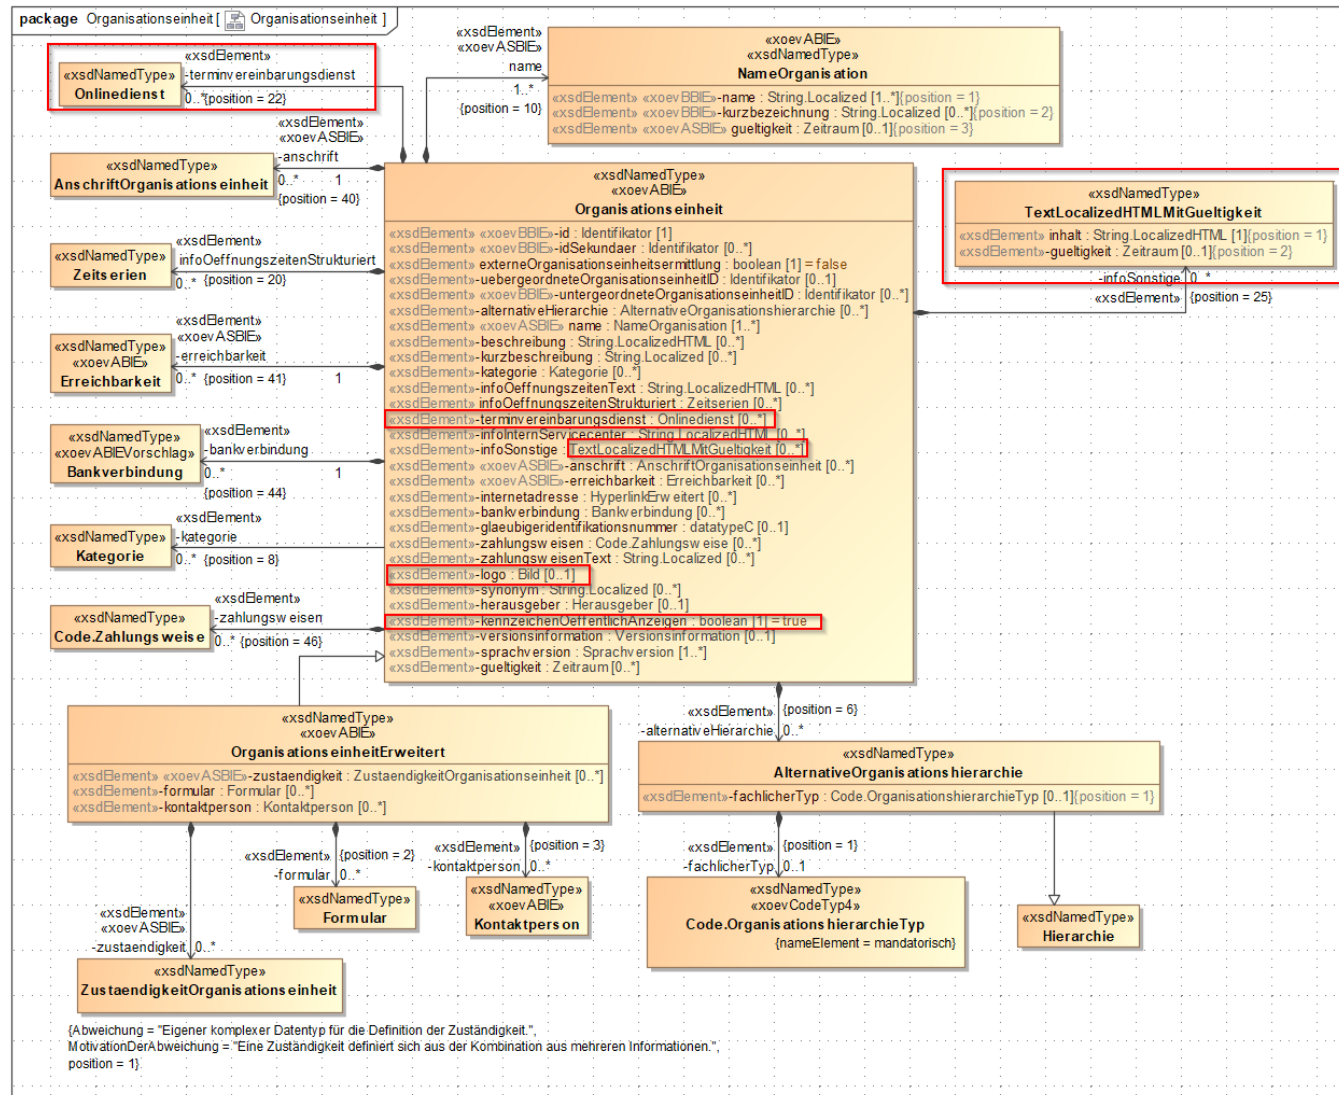 package Organisationseinheit [ Organisationseinheit ]
«xsdElement»
-terminvereinbarungsdienst
0..*{position = 22}
«xsdNamedType»
Onlinedienst
«xsdElement»
«xoevASBIE»
name
1..*
{position = 10}
«xoevABIE»
«xsdNamedType»
NameOrganisation
«xsdElement» «xoevBBIE»-name : String.Localized [1..*]{position = 1}
«xsdElement» «xoevBBIE»-kurzbezeichnung : String.Localized [0..*]{position = 2}
«xsdElement» «xoevASBIE» gueltigkeit : Zeitraum [0..1]{position = 3}
«xsdElement»
«xoevASBIE»
-anschrift
0..* 1
{position = 40}
«xsdNamedType»
AnschriftOrganisationseinheit
«xsdElement»
infoOeffnungszeitenStrukturiert
0..* {position = 20}
«xsdNamedType»
Zeitserien
«xsdElement»
«xoevASBIE»
-erreichbarkeit
0..* {position = 41} 1
«xsdNamedType»
«xoevABIE»
Erreichbarkeit
«xsdElement»
-bankverbindung
0..* 1
{position = 44}
«xsdNamedType»
«xoevABIEVorschlag»
Bankverbindung
«xsdElement»
-kategorie
0..* {position = 8}
«xsdNamedType»
Kategorie
«xsdElement»
-zahlungsweisen
0..* {position = 46}
«xsdNamedType»
Code.Zahlungsweise
«xsdNamedType»
«xoevABIE»
Organisationseinheit
«xsdElement» «xoevBBIE»-id : Identifikator [1]
«xsdElement» «xoevBBIE»-idSekundaer : Identifikator [0..*]
«xsdElement» externeOrganisationseinheitsermittlung : boolean [1] = false
«xsdElement»-uebergeordneteOrganisationseinheitID : Identifikator [0..1]
«xsdElement» «xoevBBIE»-untergeordneteOrganisationseinheitID : Identifikator [0..*]
«xsdElement»-alternativeHierarchie : AlternativeOrganisationshierarchie [0..*]
«xsdElement» «xoevASBIE» name : NameOrganisation [1..*]
«xsdElement»-beschreibung : String.LocalizedHTML [0..*]
«xsdElement»-kurzbeschreibung : String.Localized [0..*]
«xsdElement»-kategorie : Kategorie [0..*]
«xsdElement»-infoOeffnungszeitenText : String.LocalizedHTML [0..*]
«xsdElement» infoOeffnungszeitenStrukturiert : Zeitserien [0..*]
«xsdElement»-terminvereinbarungsdienst : Onlinedienst [0..*]
«xsdElement»-infoInternServicecenter : String.LocalizedHTML [0..*]
«xsdElement»-infoSonstige : TextLocalizedHTMLMitGueltigkeit [0..*]
«xsdElement» «xoevASBIE»-anschrift : AnschriftOrganisationseinheit [0..*]
«xsdElement» «xoevASBIE»-erreichbarkeit : Erreichbarkeit [0..*]
«xsdElement»-internetadresse : HyperlinkErweitert [0..*]
«xsdElement»-bankverbindung : Bankverbindung [0..*]
«xsdElement»-glaeubigeridentifikationsnummer : datatypeC [0..1]
«xsdElement»-zahlungsweisen : Code.Zahlungsweise [0..*]
«xsdElement»-zahlungsweisenText : String.Localized [0..*]
«xsdElement»-logo : Bild [0..1]
«xsdElement»-synonym : String.Localized [0..*]
«xsdElement»-herausgeber : Herausgeber [0..1]
«xsdElement»-kennzeichenOeffentlichAnzeigen : boolean [1] = true
«xsdElement»-versionsinformation : Versionsinformation [0..1]
«xsdElement»-sprachversion : Sprachversion [1..*]
«xsdElement»-gueltigkeit : Zeitraum [0..*]
«xsdNamedType»
TextLocalizedHTMLMitGueltigkeit
«xsdElement» inhalt : String.LocalizedHTML [1]{position = 1}
«xsdElement»-gueltigkeit : Zeitraum [0..1]{position = 2}
-infoSonstige 0..*
«xsdElement» {position = 25}
«xsdNamedType»
«xoevABIE»
OrganisationseinheitErweitert
«xsdElement» «xoevASBIE»-zustaendigkeit : ZustaendigkeitOrganisationseinheit [0..*]
«xsdElement»-formular : Formular [0..*]
«xsdElement»-kontaktperson : Kontaktperson [0..*]
«xsdElement» {position = 6}
-alternativeHierarchie 0..*
«xsdNamedType»
AlternativeOrganisationshierarchie
«xsdElement»-fachlicherTyp : Code.OrganisationshierarchieTyp [0..1]{position = 1}
«xsdElement» {position = 2}
-formular 0..*
«xsdNamedType»
Formular
«xsdElement» {position = 3}
-kontaktperson 0..*
«xsdNamedType»
«xoevABIE»
Kontaktperson
«xsdElement» {position = 1}
-fachlicherTyp 0..1
«xsdNamedType»
«xoevCodeTyp4»
Code.OrganisationshierarchieTyp
{nameElement = mandatorisch}
«xsdNamedType»
Hierarchie
«xsdElement»
«xoevASBIE»
-zustaendigkeit 0..*
«xsdNamedType»
ZustaendigkeitOrganisationseinheit
{Abweichung = "Eigener komplexer Datentyp für die Definition der Zuständigkeit.",
MotivationDerAbweichung = "Eine Zuständigkeit definiert sich aus der Kombination aus mehreren Informationen.",
position = 1}